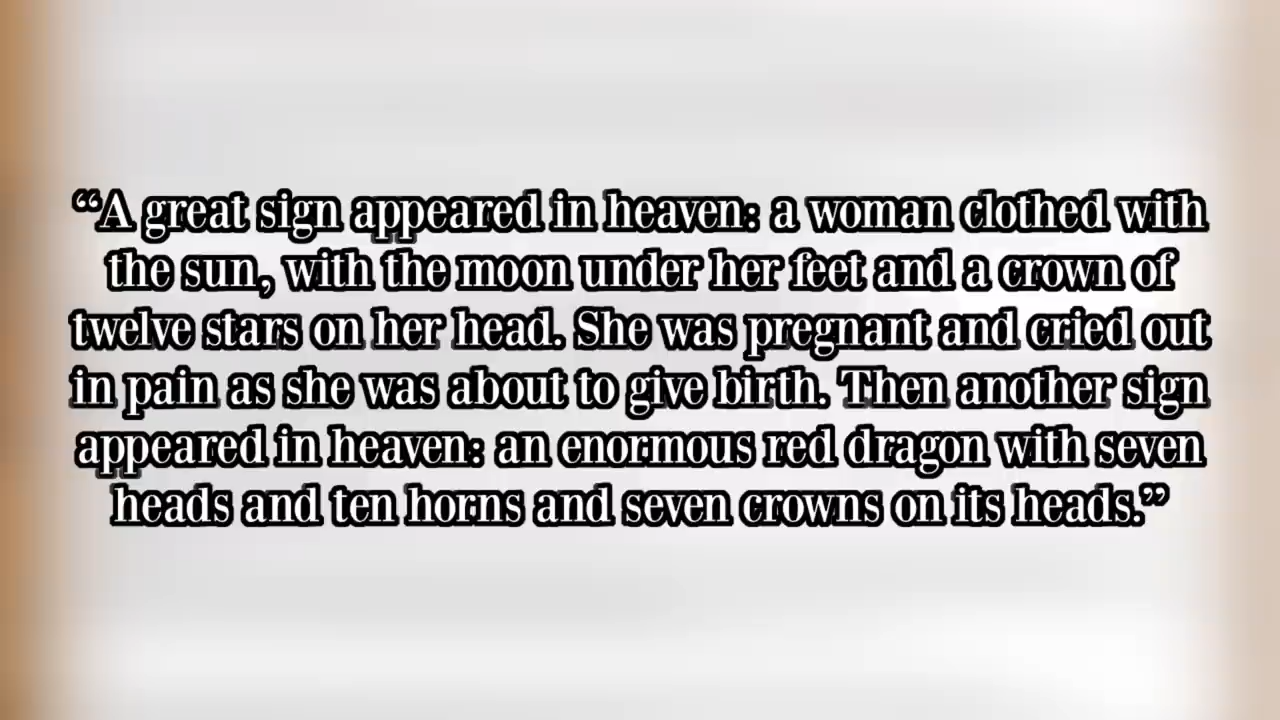 “A great sign appeared in heaven: a woman clothed with
the sun, with the moon under her feet and a crown of
twelve stars on her head. She was pregnant and cried out
in pain as she was about to give birth. Then another sign
appeared in heaven: an enormous red dragon with seven
heads and ten horns and seven crowns on its heads.”